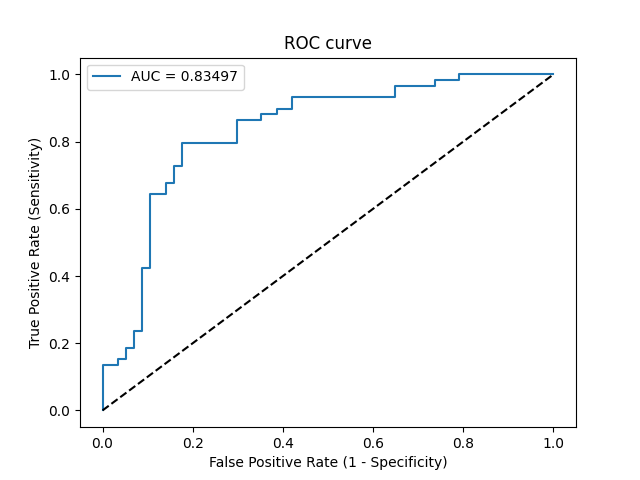 ROC curve
AUC = 0.83497
True Positive Rate (Sensitivity)
1.0
0.8
0.6
0.4
0.2
0.0
0.0 0.2 0.4 0.6 0.8 1.0
False Positive Rate (1 - Specificity)